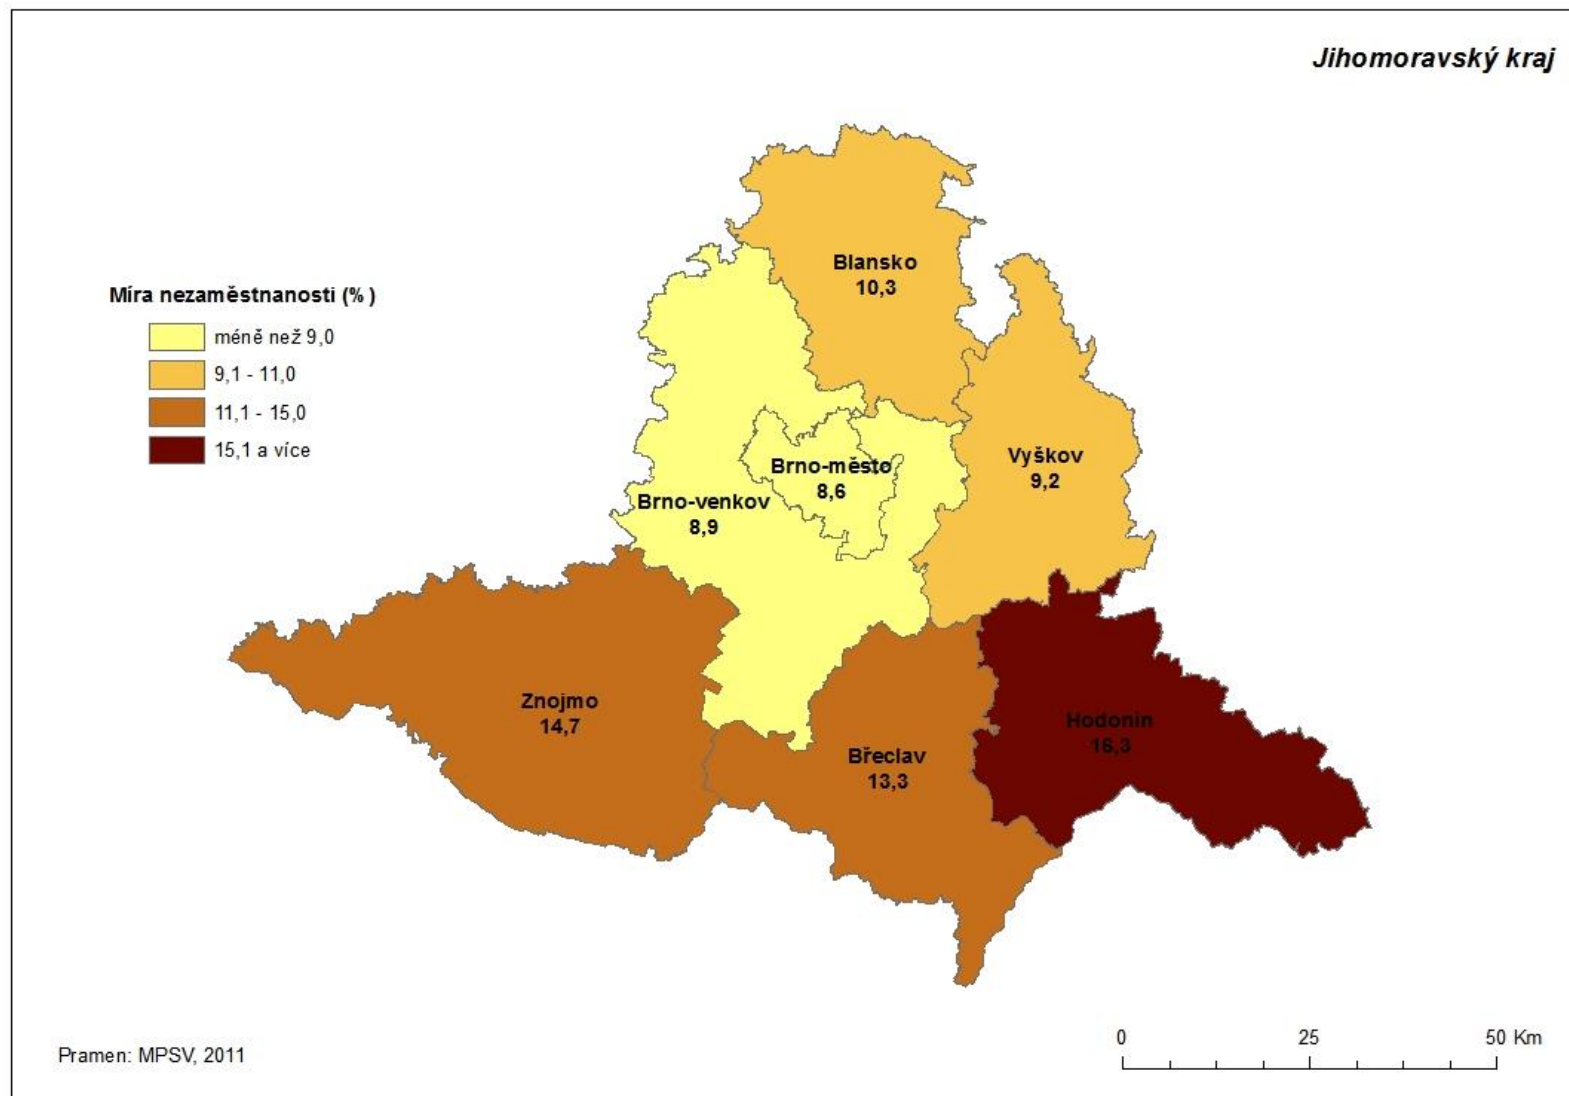 Jihomoravský kraj
Blansko
10,3
Míra nezaměstnanosti (%)
méně než 9,0
9,1 - 11,0
11,1 - 15,0
15,1 a více
Vyškov
9,2
Brno-město
8,6
Brno-venkov
8,9
Znojmo
14,7
Břeclav
13,3
Hodonín
16,3
Pramen: MPSV, 2011
0 25 50 Km